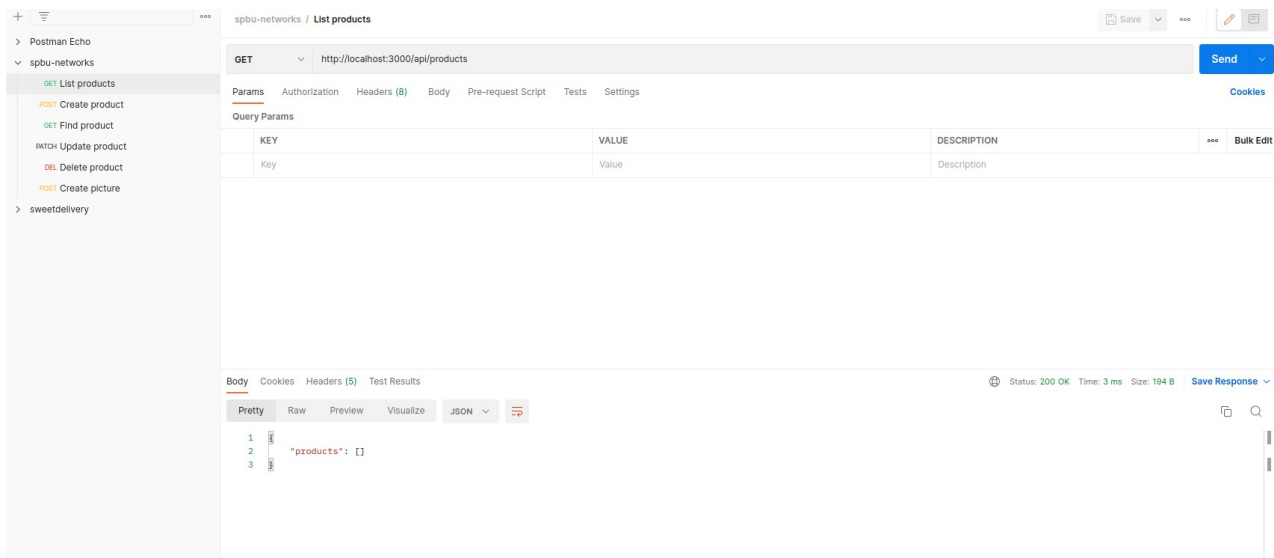 spbu-networks / List products
Save
Postman Echo
spbu-networks
GET List products
POST Create product
GET Find product
PATCH Update product
DEL Delete product
POST Create picture
sweetdelivery
GET http://localhost:3000/api/products Send
Params Authorization Headers (8) Body Pre-request Script Tests Settings Cookies
Query Params
KEY VALUE DESCRIPTION Bulk Edit
Key Value Description
Body Cookies Headers (5) Test Results Status: 200 OK Time: 3 ms Size: 194 B Save Response
Pretty Raw Preview Visualize JSON
1 {
2 "products": []
3 }